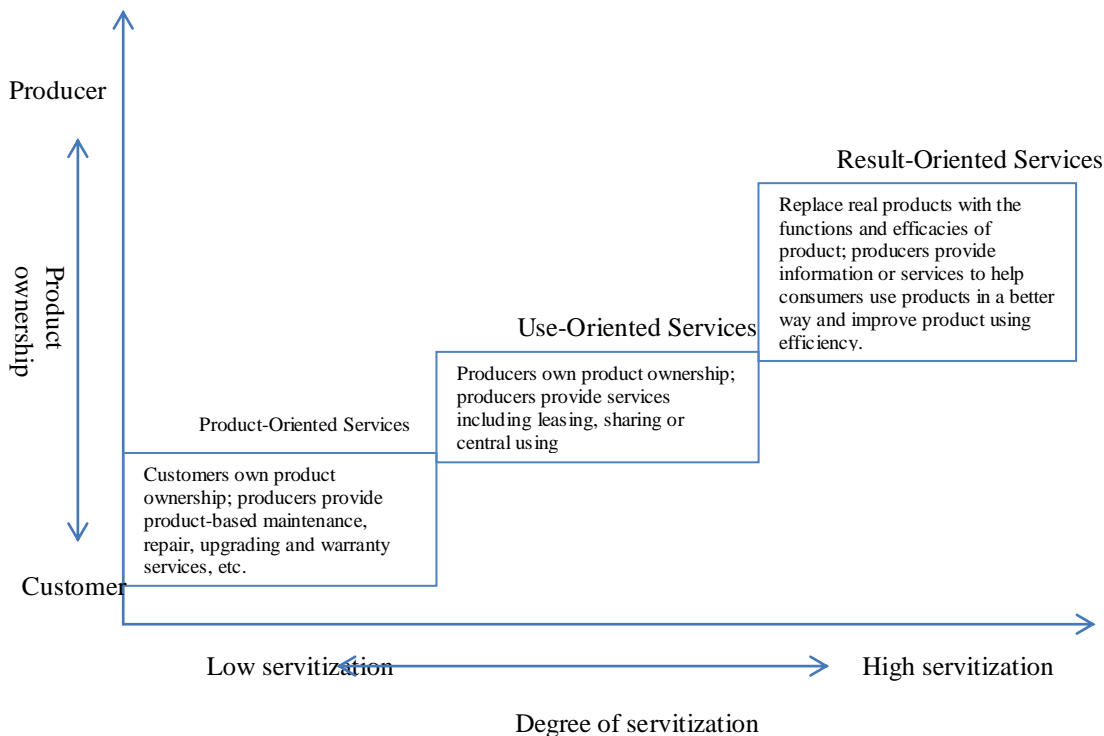 Producer
Result-Oriented Services
Replace real products with the
functions and efficacies of
product; producers provide
information or services to help
consumers use products in a better
way and improve product using
efficiency.
Product
ownership
Use-Oriented Services
Producers own product ownership;
producers provide services
including leasing, sharing or
central using
Product-Oriented Services
Customers own product
ownership; producers provide
product-based maintenance,
repair, upgrading and warranty
services, etc.
Customer
Low servitization
High servitization
Degree of servitization